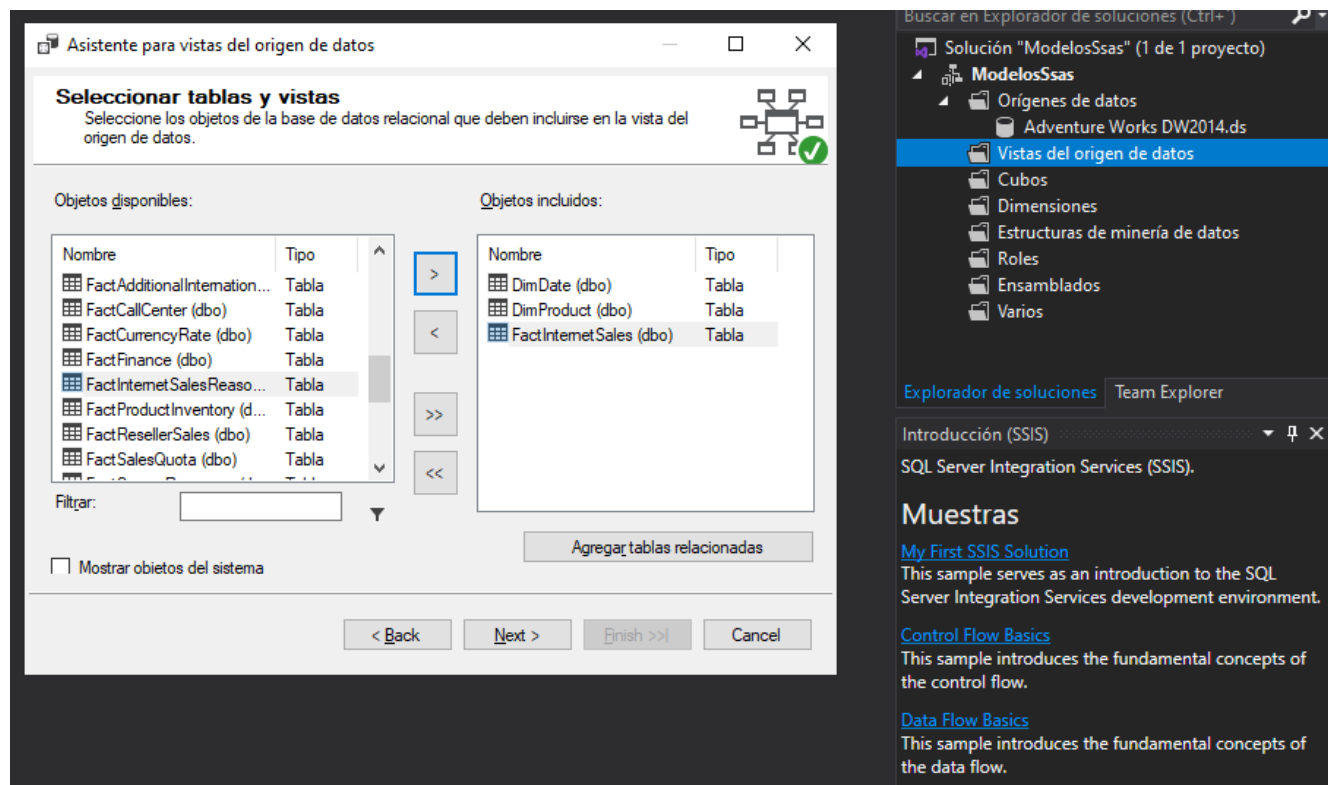 Asistente para vistas del origen de datos
Seleccionar tablas y vistas
Seleccione los objetos de la base de datos relacional que deben incluirse en la vista del
origen de datos.
Objetos disponibles:
Nombre Tipo
FactAdditionalInternation... Tabla
FactCallCenter (dbo) Tabla
FactCurrencyRate (dbo) Tabla
FactFinance (dbo) Tabla
FactInternetSalesReaso... Tabla
FactProductInventory (d... Tabla
FactResellerSales (dbo) Tabla
FactSalesQuota (dbo) Tabla
>
<
>>
<<
Objetos incluidos:
Nombre Tipo
DimDate (dbo) Tabla
DimProduct (dbo) Tabla
FactInternetSales (dbo) Tabla
Filtrar:
Agregar tablas relacionadas
Mostrar objetos del sistema
< Back Next > Finish >>| Cancel
Buscar en Explorador de soluciones (Ctrl+´)
Solución "ModelosSsas" (1 de 1 proyecto)
ModelosSsas
Orígenes de datos
Adventure Works DW2014.ds
Vistas del origen de datos
Cubos
Dimensiones
Estructuras de minería de datos
Roles
Ensamblados
Varios
Explorador de soluciones Team Explorer
Introducción (SSIS)
SQL Server Integration Services (SSIS).
Muestras
My First SSIS Solution
This sample serves as an introduction to the SQL
Server Integration Services development environment.
Control Flow Basics
This sample introduces the fundamental concepts of
the control flow.
Data Flow Basics
This sample introduces the fundamental concepts of
the data flow.